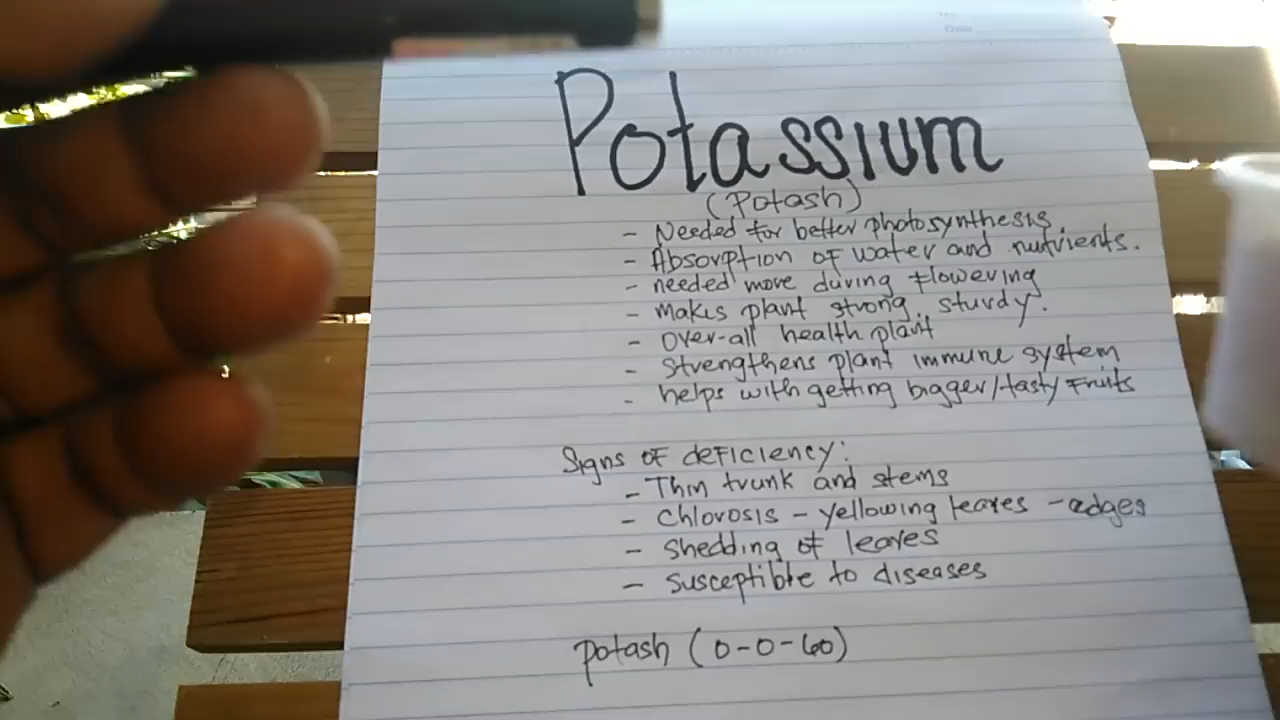 Potassium
(Potash)
- Needed for better photosynthesis
- Absorption of water and nutrients.
- needed more during flowering
- makes plant strong, sturdy.
- over-all health plant
- strengthens plant immune system
- helps with getting bigger/tasty fruits
Signs of deficiency:
- Thin trunk and stems
- Chlorosis - yellowing leaves - edges
- shedding of leaves
- susceptible to diseases
potash (0-0-60)